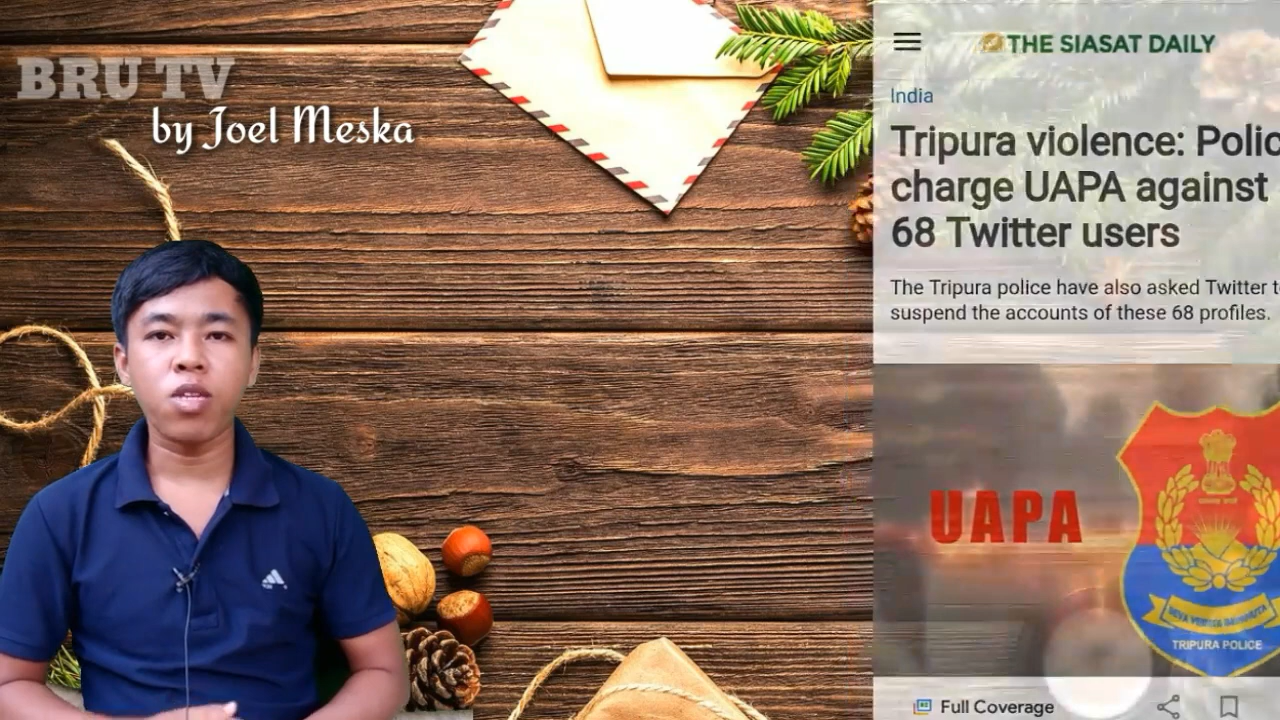 BRU TV
by Joel Meska
THE SIASAT DAILY
India
Tripura violence: Polic
charge UAPA against
68 Twitter users
The Tripura police have also asked Twitter t
suspend the accounts of these 68 profiles.
UAPA
TRIPURA POLICE
Full Coverage